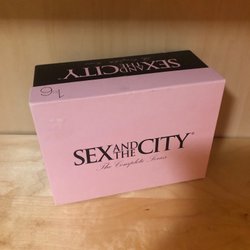 SEX AND THE CITY
1-6
SEX AND THE CITY
The Complete Series